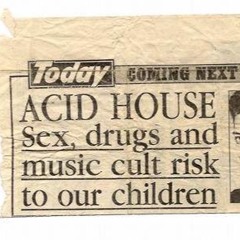 Today COMING NEXT
ACID HOUSE
Sex, drugs and
music cult risk
to our children